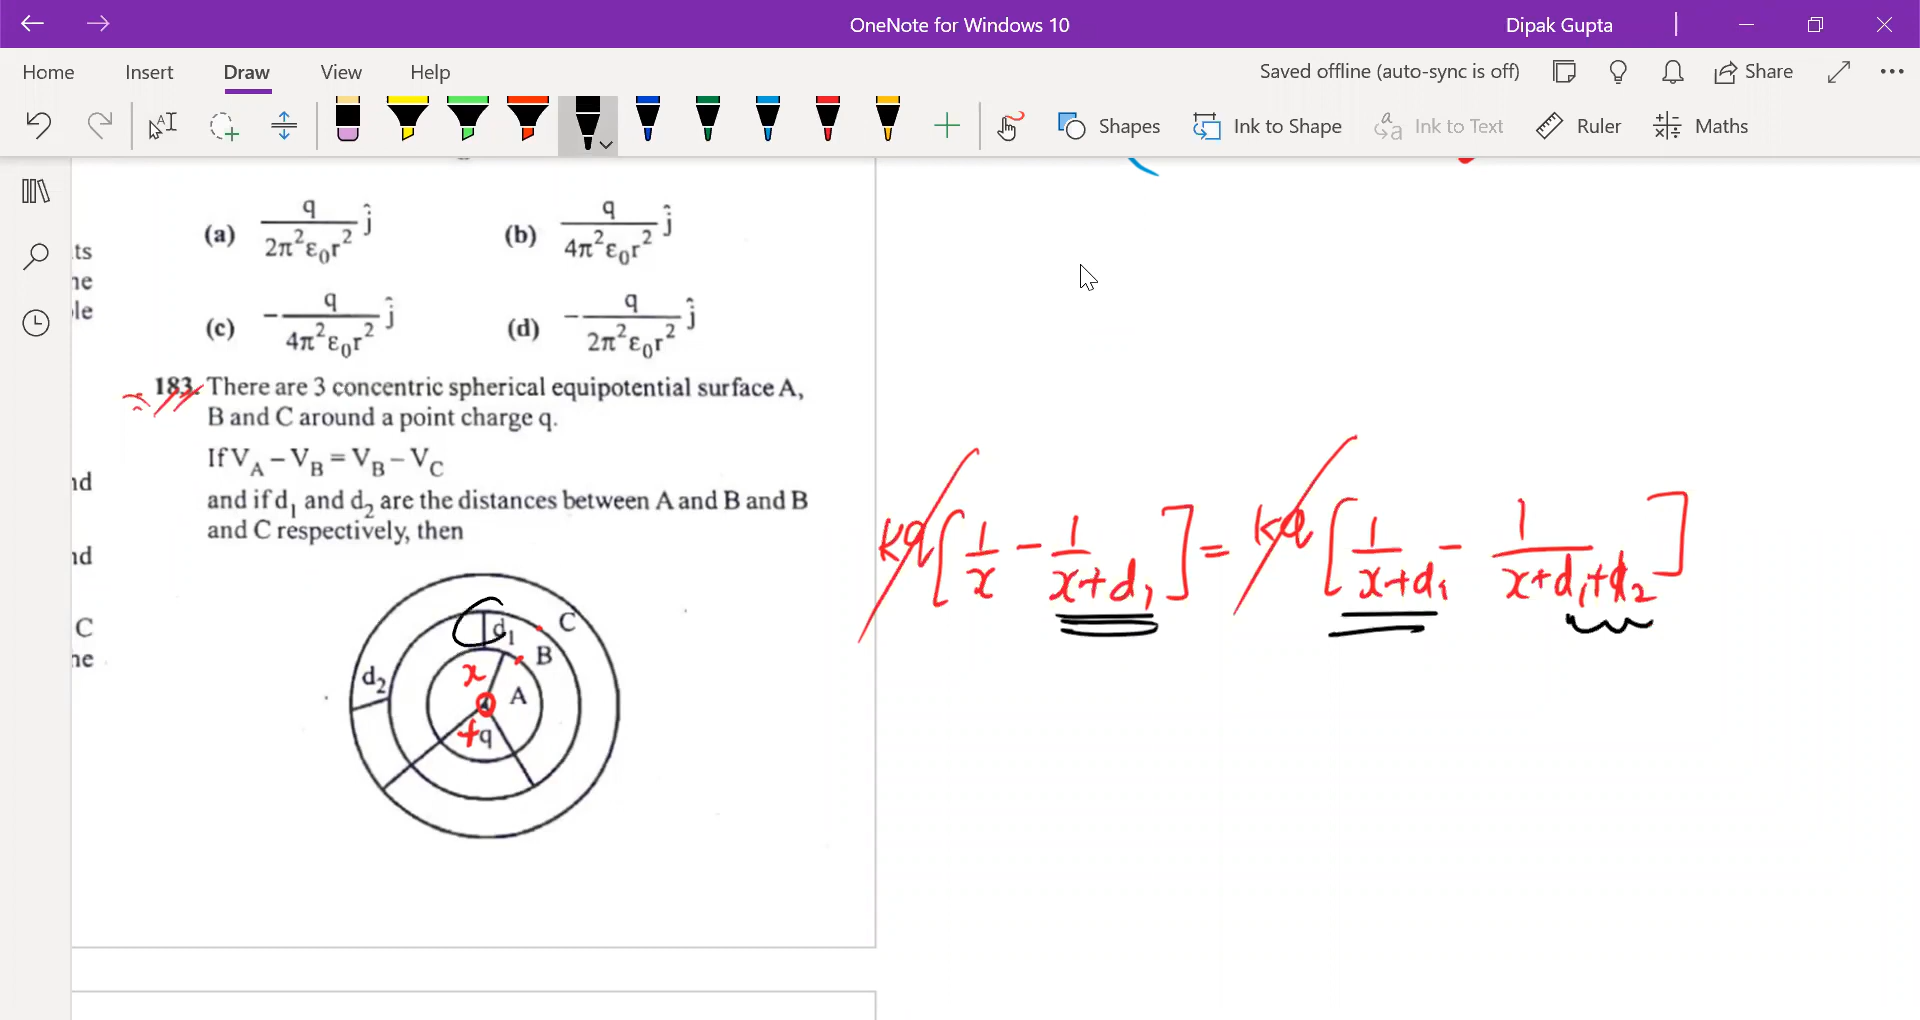 OneNote for Windows 10
Dipak Gupta
Home Insert Draw View Help
Saved offline (auto-sync is off) Share
Shapes Ink to Shape Ink to Text Ruler Maths
ts
he
le
(a) q / 2π²ε₀r² ĵ (b) q / 4π²ε₀r² ĵ
(c) − q / 4π²ε₀r² ĵ (d) − q / 2π²ε₀r² ĵ
183. There are 3 concentric spherical equipotential surface A,
B and C around a point charge q.
If V_A − V_B = V_B − V_C
and if d₁ and d₂ are the distances between A and B and B
and C respectively, then
nd
nd
C
ne
d₁ C
B
d₂ x A
+q
kq [1/x − 1/(x+d₁)] = kq [1/(x+d₁) − 1/(x+d₁+d₂)]